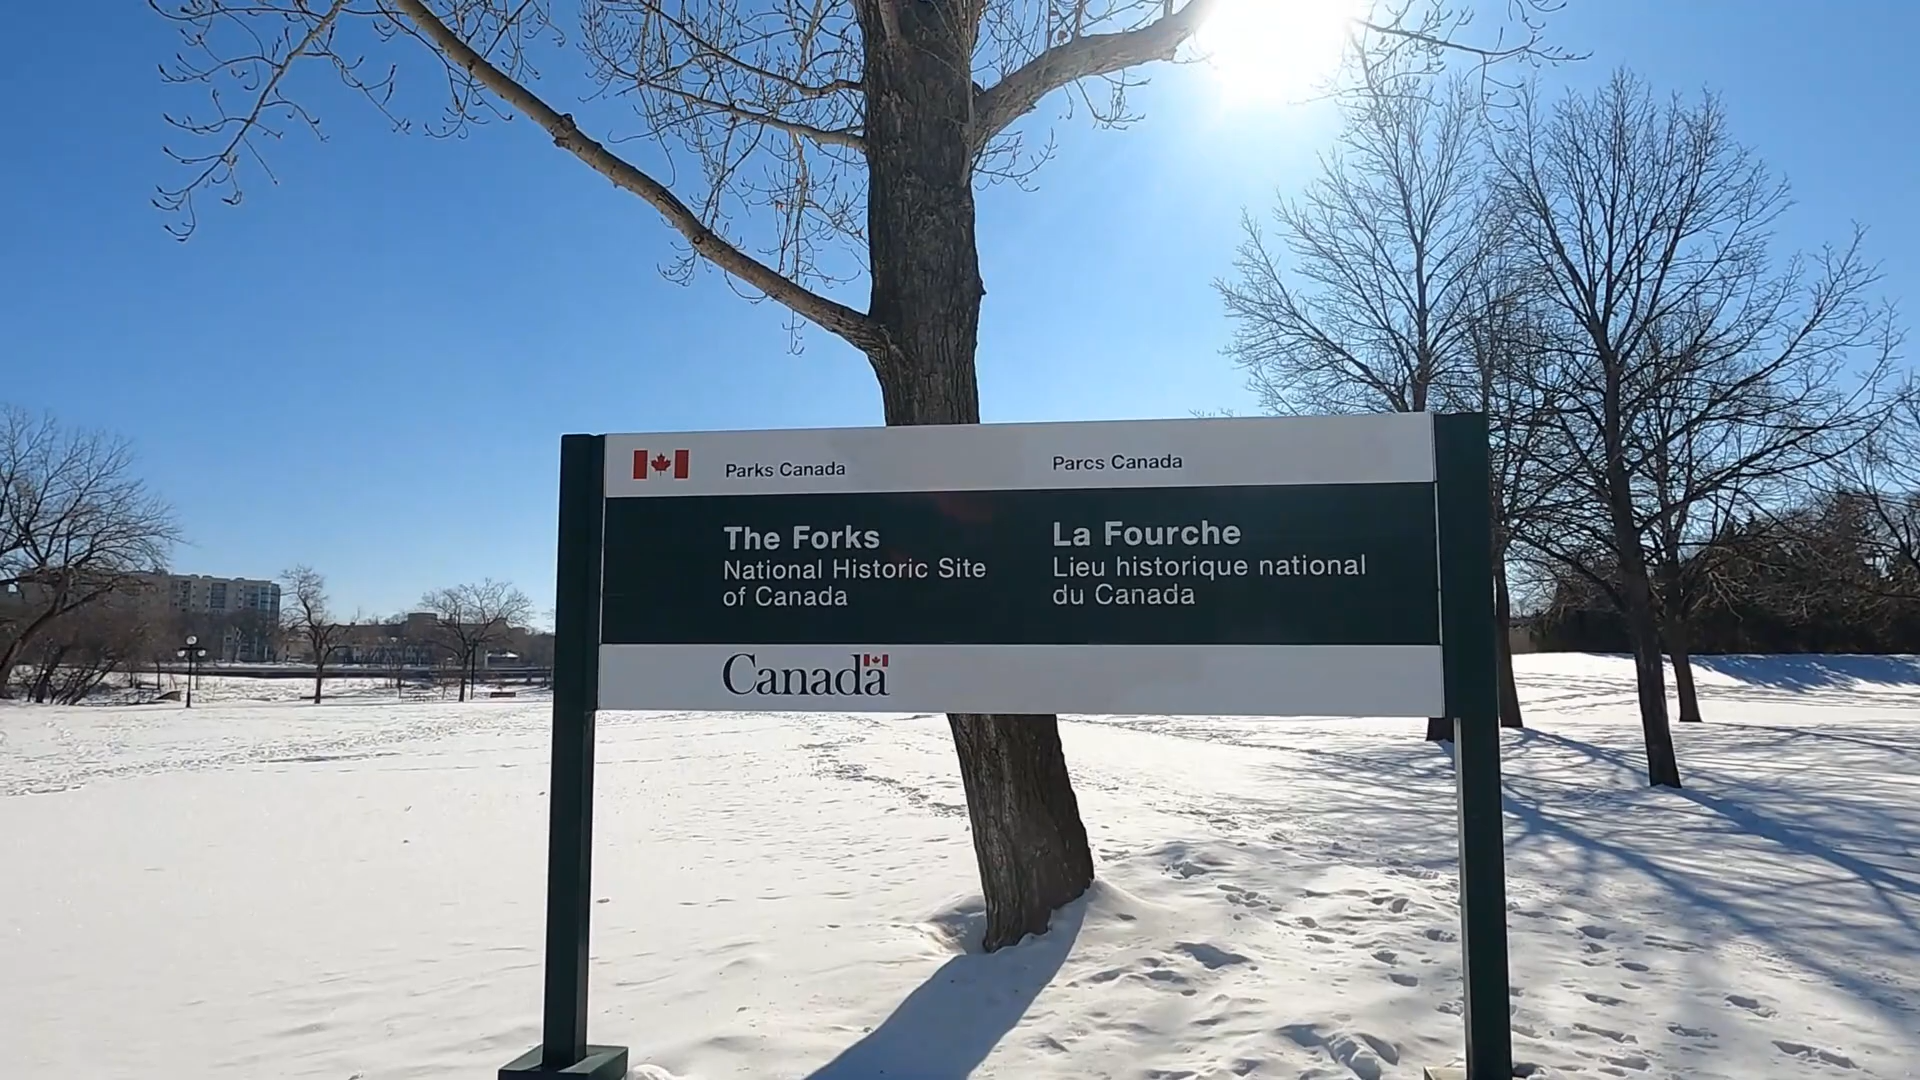 Parks Canada
Parcs Canada
The Forks
National Historic Site
of Canada
La Fourche
Lieu historique national
du Canada
Canada